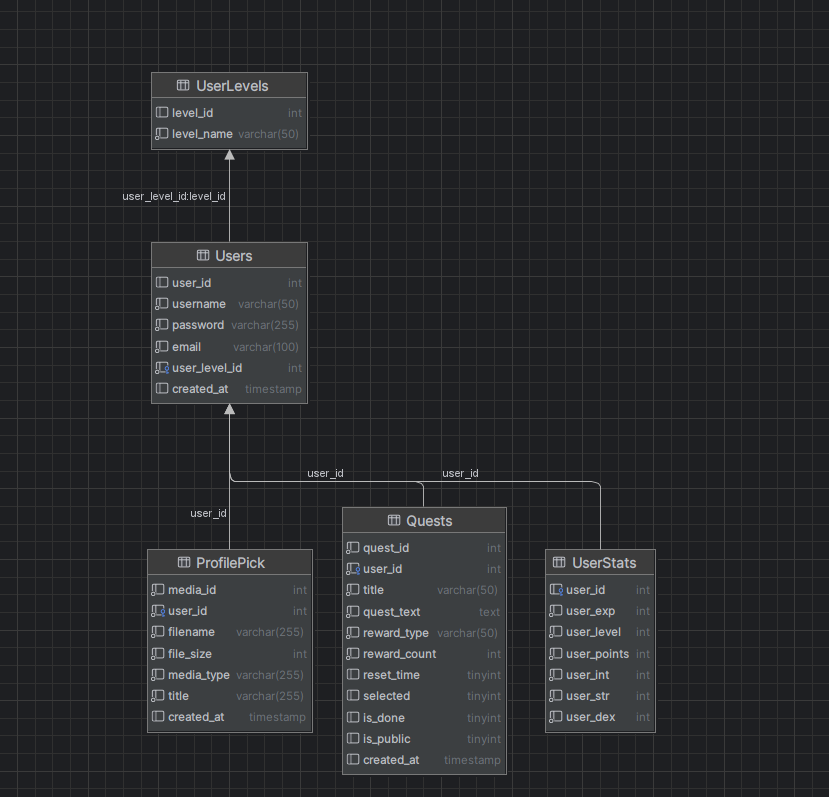 UserLevels
level_id int
level_name varchar(50)
user_level_id:level_id
Users
user_id int
username varchar(50)
password varchar(255)
email varchar(100)
user_level_id int
created_at timestamp
user_id
user_id
user_id
ProfilePick
media_id int
user_id int
filename varchar(255)
file_size int
media_type varchar(255)
title varchar(255)
created_at timestamp
Quests
quest_id int
user_id int
title varchar(50)
quest_text text
reward_type varchar(50)
reward_count int
reset_time tinyint
selected tinyint
is_done tinyint
is_public tinyint
created_at timestamp
UserStats
user_id int
user_exp int
user_level int
user_points int
user_int int
user_str int
user_dex int